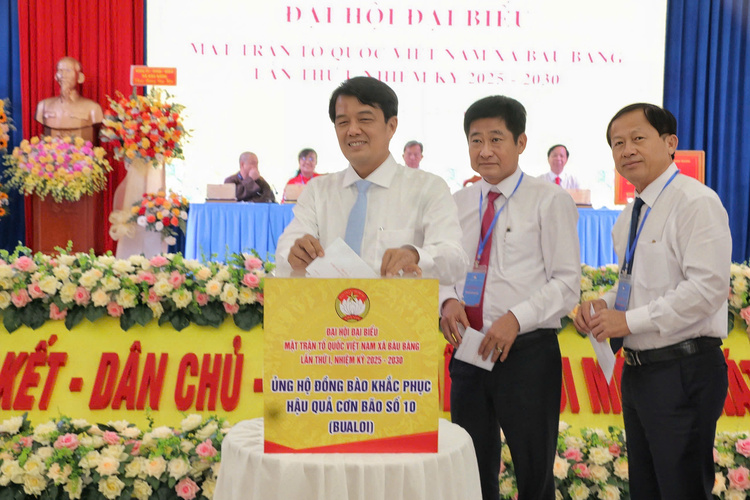 ĐẠI HỘI ĐẠI BIỂU
MẶT TRẬN TỔ QUỐC VIỆT NAM XÃ BÀU BÀNG
LẦN THỨ I, NHIỆM KỲ 2025 - 2030
ĐẠI HỘI ĐẠI BIỂU
MẶT TRẬN TỔ QUỐC VIỆT NAM XÃ BÀU BÀNG
LẦN THỨ I, NHIỆM KỲ 2025 - 2030
ỦNG HỘ ĐỒNG BÀO KHẮC PHỤC
HẬU QUẢ CƠN BÃO SỐ 10
(BUALOI)
KẾT - DÂN CHỦ -